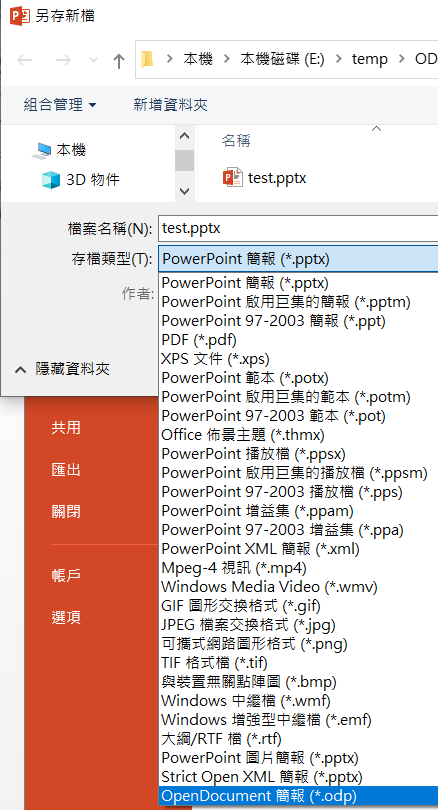 另存新檔
本機 > 本機磁碟 (E:) > temp > OD
組合管理
新增資料夾
名稱
本機
3D 物件
test.pptx
檔案名稱(N): test.pptx
存檔類型(T): PowerPoint 簡報 (*.pptx)
作者:
PowerPoint 簡報 (*.pptx)
PowerPoint 啟用巨集的簡報 (*.pptm)
PowerPoint 97-2003 簡報 (*.ppt)
PDF (*.pdf)
XPS 文件 (*.xps)
PowerPoint 範本 (*.potx)
PowerPoint 啟用巨集的範本 (*.potm)
PowerPoint 97-2003 範本 (*.pot)
Office 佈景主題 (*.thmx)
PowerPoint 播放檔 (*.ppsx)
PowerPoint 啟用巨集的播放檔 (*.ppsm)
PowerPoint 97-2003 播放檔 (*.pps)
PowerPoint 增益集 (*.ppam)
PowerPoint 97-2003 增益集 (*.ppa)
PowerPoint XML 簡報 (*.xml)
Mpeg-4 視訊 (*.mp4)
Windows Media Video (*.wmv)
GIF 圖形交換格式 (*.gif)
JPEG 檔案交換格式 (*.jpg)
可攜式網路圖形格式 (*.png)
TIF 格式檔 (*.tif)
與裝置無關點陣圖 (*.bmp)
Windows 中繼檔 (*.wmf)
Windows 增強型中繼檔 (*.emf)
大綱/RTF 檔 (*.rtf)
PowerPoint 圖片簡報 (*.pptx)
Strict Open XML 簡報 (*.pptx)
OpenDocument 簡報 (*.odp)
隱藏資料夾
共用
匯出
關閉
帳戶
選項